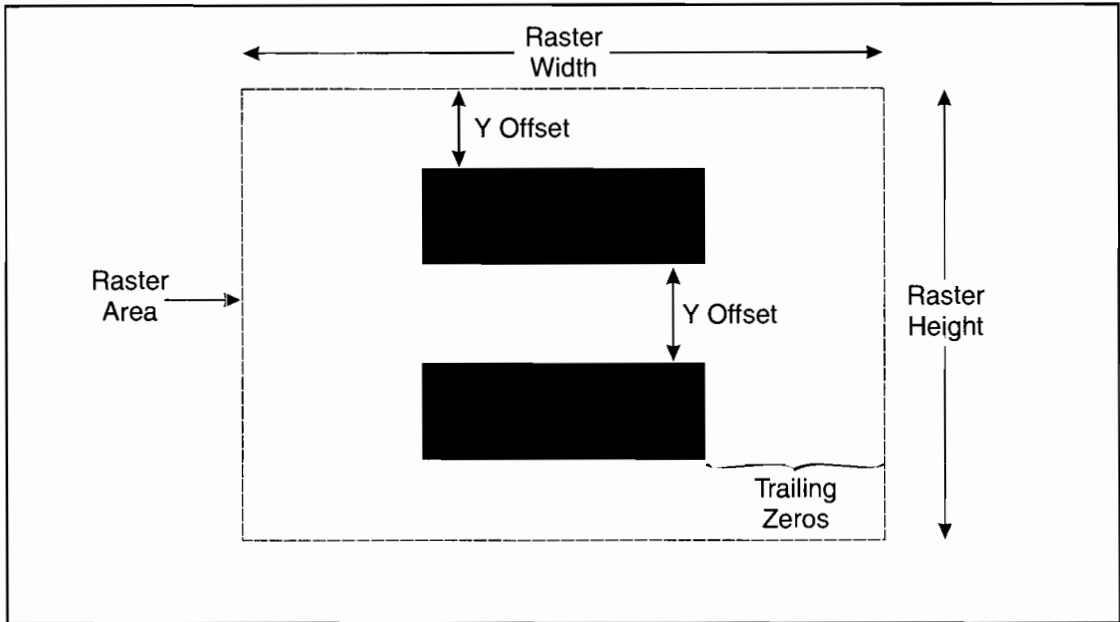 Raster
Width
Y Offset
Raster
Area
Y Offset
Raster
Height
Trailing
Zeros